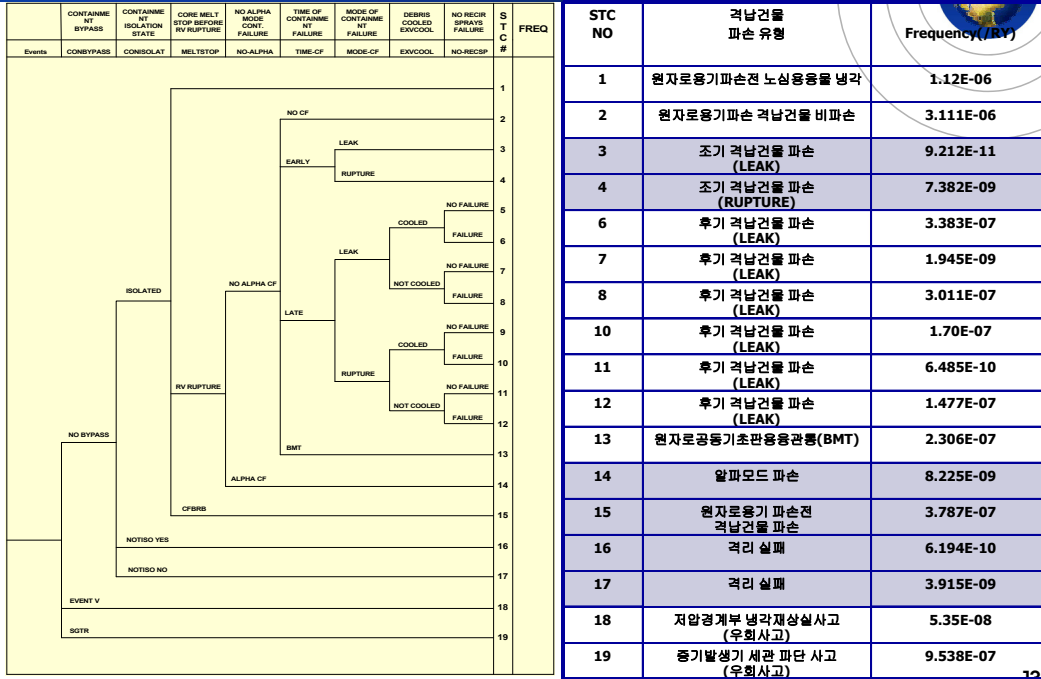 CONTAINME
NT
BYPASS
CONTAINME
NT
ISOLATION
STATE
CORE MELT
STOP BEFORE
RV RUPTURE
NO ALPHA
MODE
CONT.
FAILURE
TIME OF
CONTAINME
NT
FAILURE
MODE OF
CONTAINME
NT
FAILURE
DEBRIS
COOLED
EXVCOOL
NO RECIR
SPRAYS
FAILURE
S
T
C
#
FREQ
Events
CONBYPASS
CONISOLAT
MELTSTOP
NO-ALPHA
TIME-CF
MODE-CF
EXVCOOL
NO-RECSP
1
NO CF
2
LEAK
3
EARLY
RUPTURE
4
NO FAILURE
5
COOLED
FAILURE
6
LEAK
NO FAILURE
7
NOT COOLED
NO ALPHA CF
ISOLATED
FAILURE
8
LATE
NO FAILURE
9
COOLED
FAILURE
10
RUPTURE
NO FAILURE
11
RV RUPTURE
NOT COOLED
FAILURE
12
NO BYPASS
BMT
13
ALPHA CF
14
CFBRB
15
NOTISO YES
16
NOTISO NO
17
EVENT V
18
SGTR
19
STC
NO
격납건물
파손 유형
Frequency(/RY)
1 원자로용기파손전 노심용융물 냉각 1.12E-06
2 원자로용기파손 격납건물 비파손 3.111E-06
3 조기 격납건물 파손 9.212E-11
(LEAK)
4 조기 격납건물 파손 7.382E-09
(RUPTURE)
6 후기 격납건물 파손 3.383E-07
(LEAK)
7 후기 격납건물 파손 1.945E-09
(LEAK)
8 후기 격납건물 파손 3.011E-07
(LEAK)
10 후기 격납건물 파손 1.70E-07
(LEAK)
11 후기 격납건물 파손 6.485E-10
(LEAK)
12 후기 격납건물 파손 1.477E-07
(LEAK)
13 원자로공동기초판용융관통(BMT) 2.306E-07
14 알파모드 파손 8.225E-09
15 원자로용기 파손전 3.787E-07
격납건물 파손
16 격리 실패 6.194E-10
17 격리 실패 3.915E-09
18 저압경계부 냉각재상실사고 5.35E-08
(우회사고)
19 증기발생기 세관 파단 사고 9.538E-07
(우회사고)